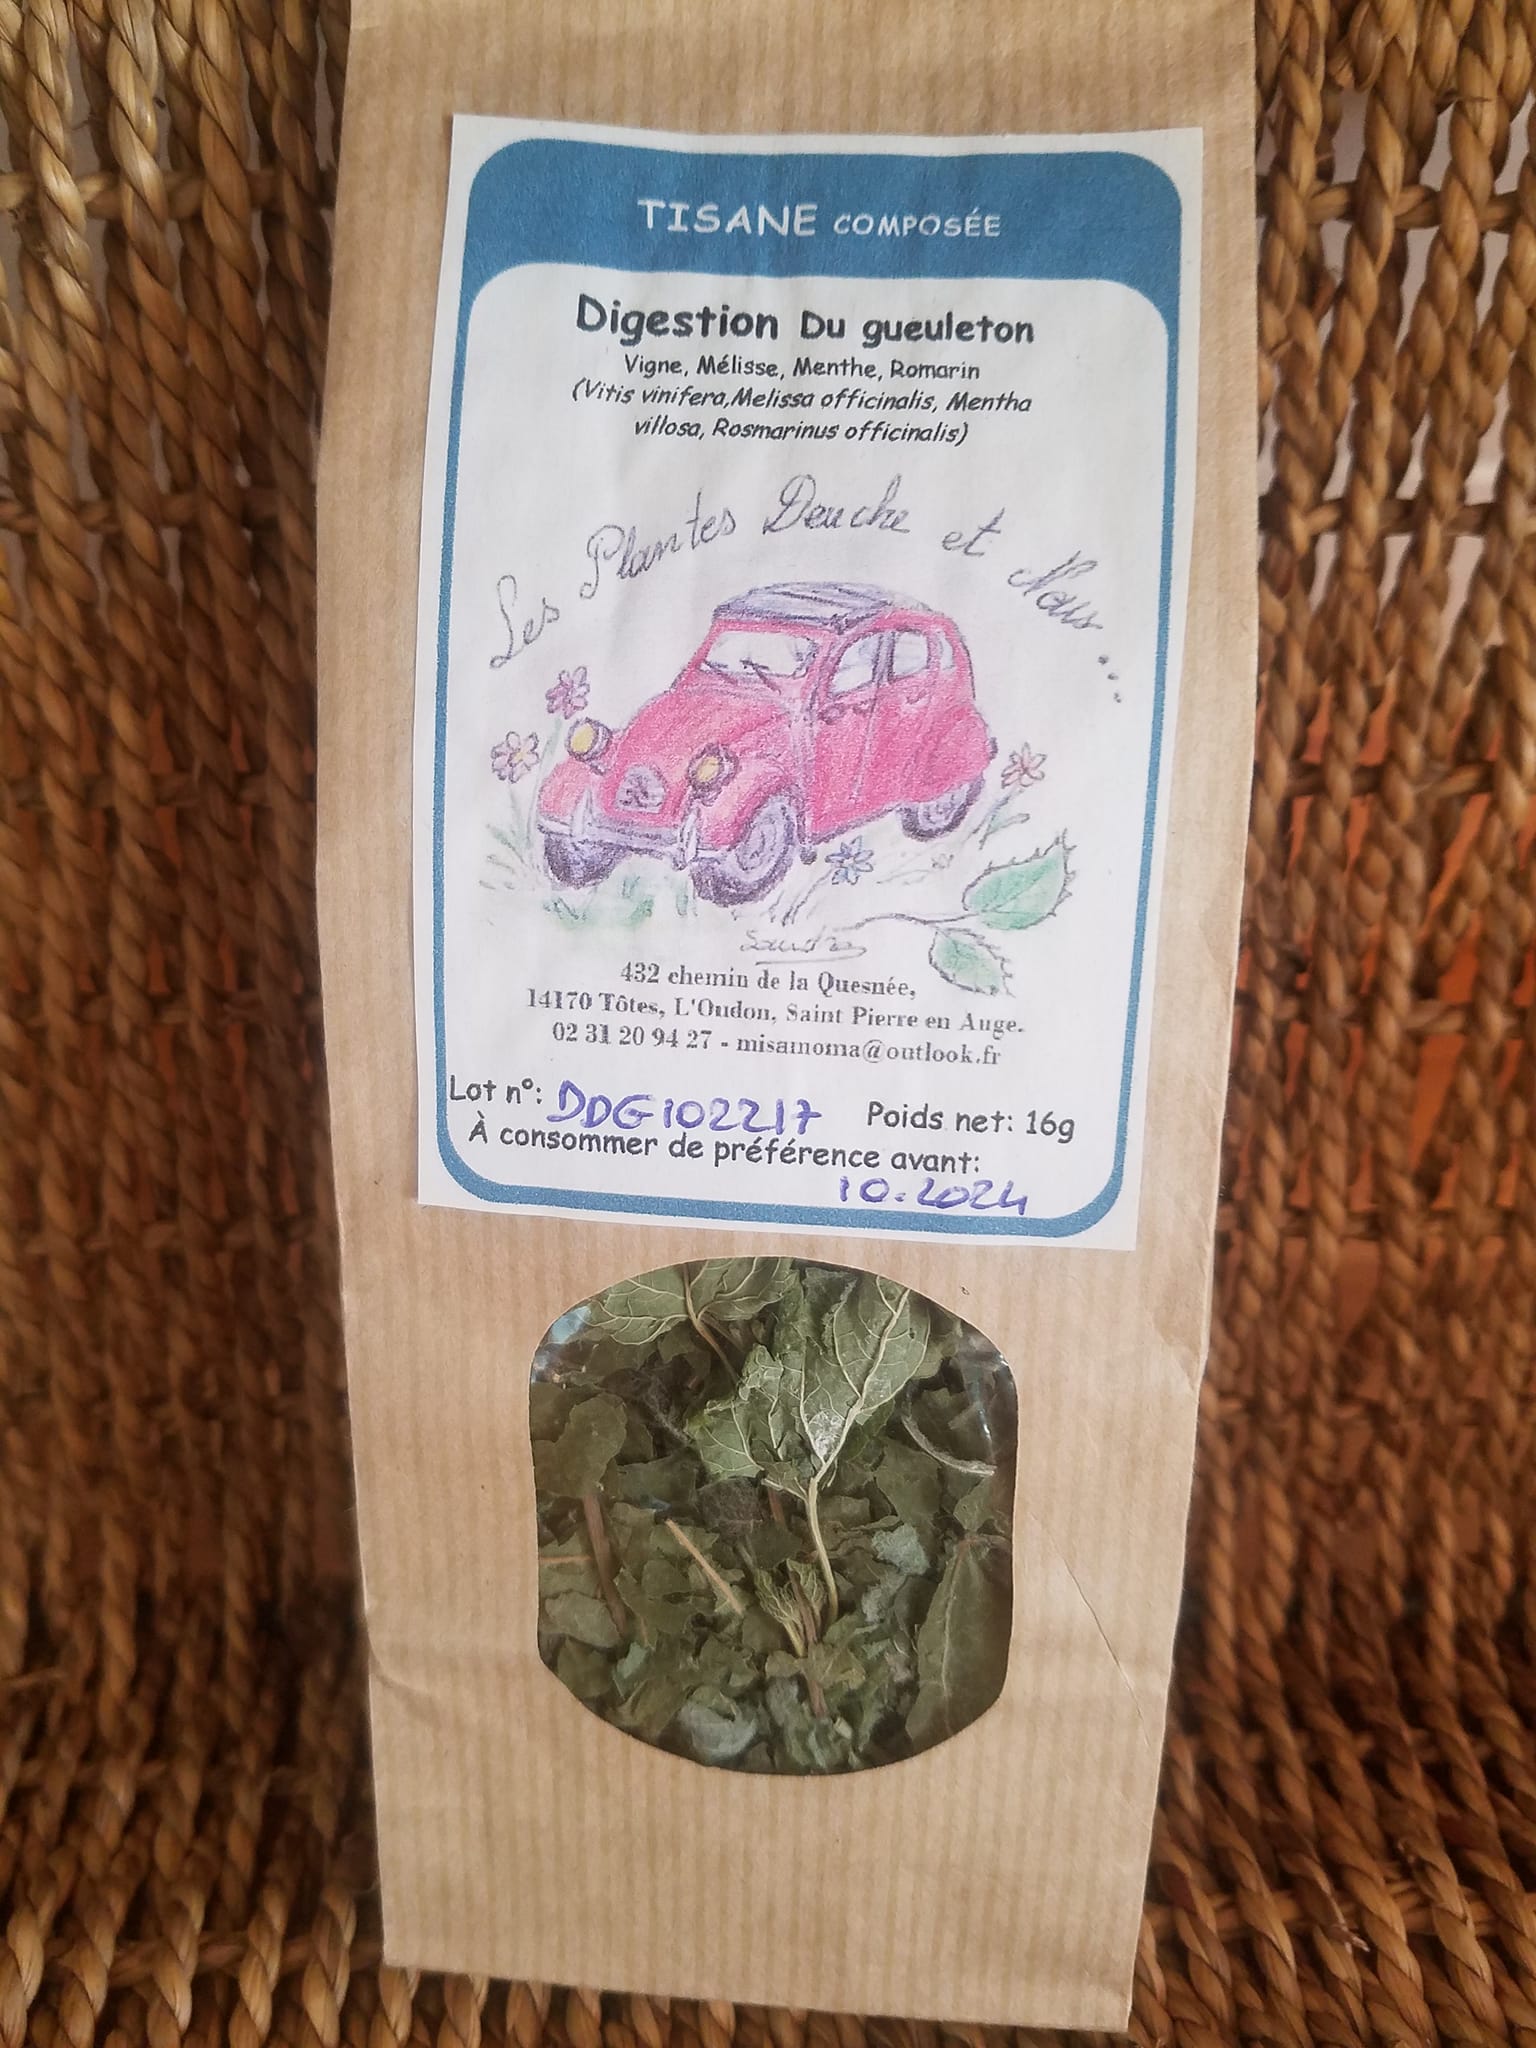 TISANE COMPOSÉE
Digestion Du gueuleton
Vigne, Mélisse, Menthe, Romarin
(Vitis vinifera,Melissa officinalis, Mentha
villosa, Rosmarinus officinalis)
Les Plantes Deuche et Nous...
432 chemin de la Quesnée,
14170 Tôtes, L'Oudon, Saint Pierre en Auge.
02 31 20 94 27 - misamoma@outlook.fr
Lot n°: DDG102217 Poids net: 16g
À consommer de préférence avant:
10.2024